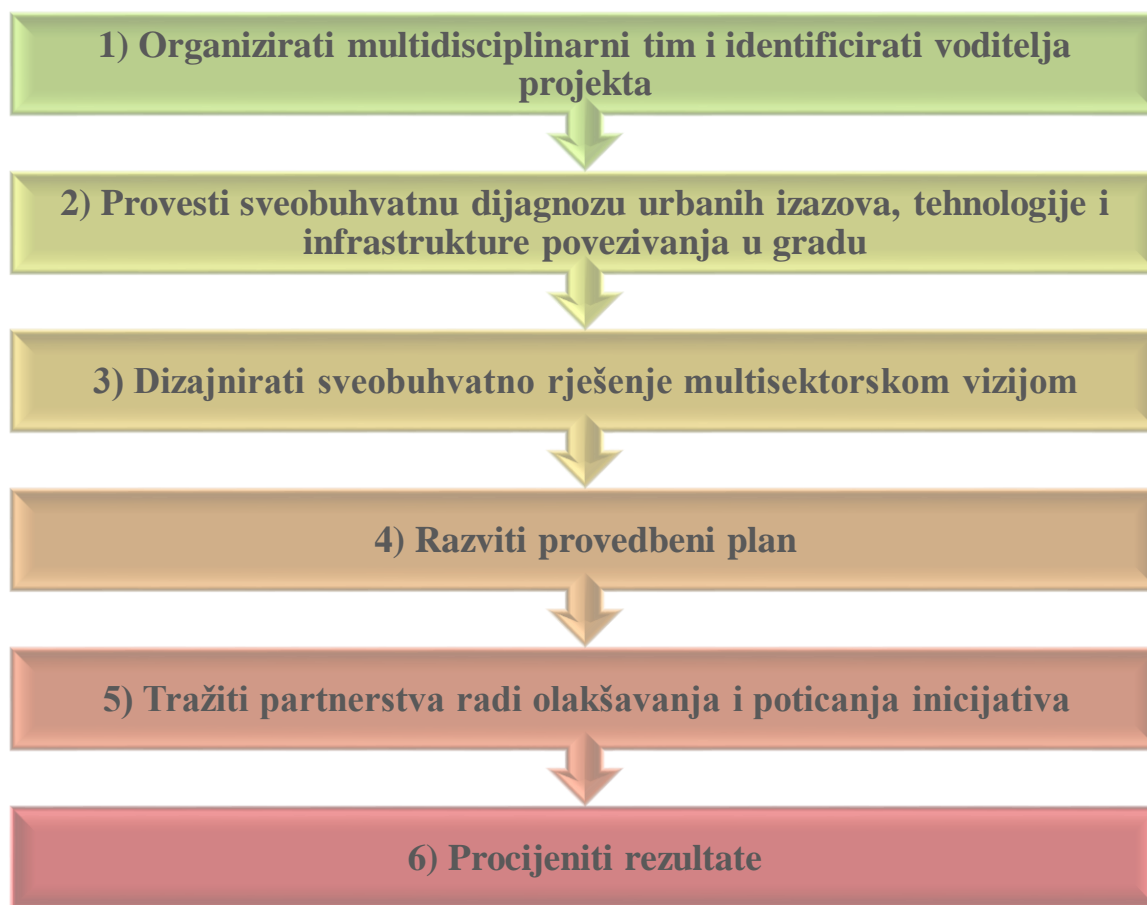 1) Organizirati multidisciplinarni tim i identificirati voditelja
projekta
2) Provesti sveobuhvatnu dijagnozu urbanih izazova, tehnologije i
infrastrukture povezivanja u gradu
3) Dizajnirati sveobuhvatno rješenje multisektorskom vizijom
4) Razviti provedbeni plan
5) Tražiti partnerstva radi olakšavanja i poticanja inicijativa
6) Procijeniti rezultate